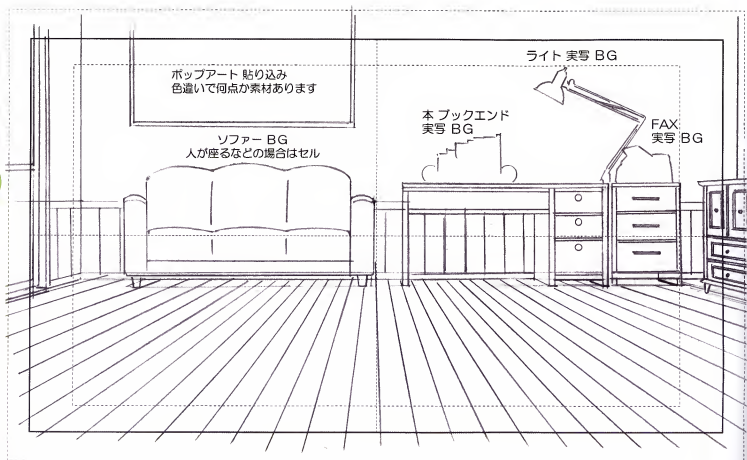 ライト 実写 BG
ポップアート 貼り込み
色違いで何点か素材あります
本 ブックエンド
実写 BG
FAX
実写 BG
ソファー BG
人が座るなどの場合はセル